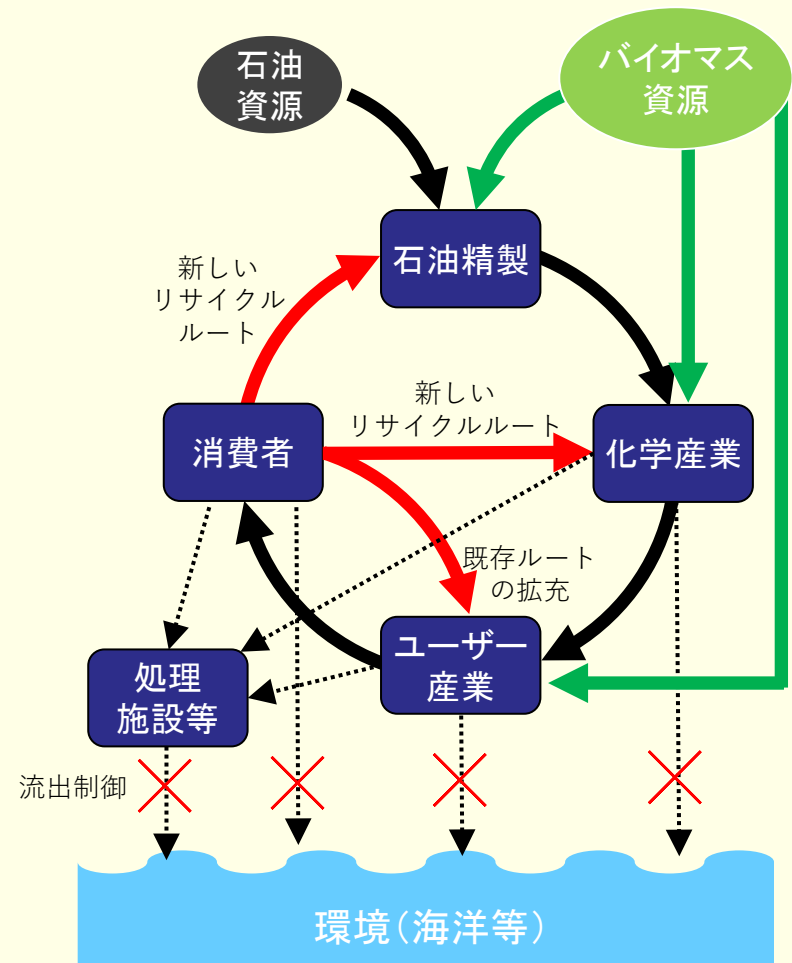 石油
資源
バイオマス
資源
石油精製
新しい
リサイクル
ルート
新しい
リサイクルルート
消費者
化学産業
既存ルート
の拡充
ユーザー
産業
処理
施設等
流出制御
環境(海洋等)